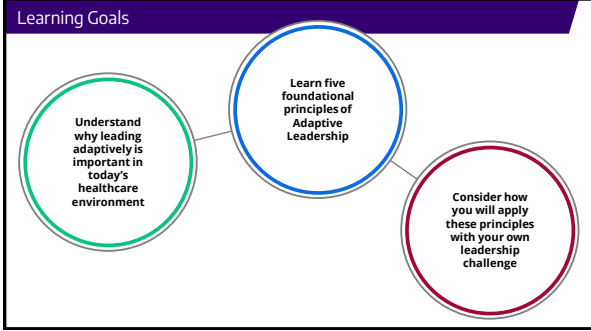 Learning Goals
Understand
why leading
adaptively is
important in
today's
healthcare
environment
Learn five
foundational
principles of
Adaptive
Leadership
Consider how
you will apply
these principles
with your own
leadership
challenge